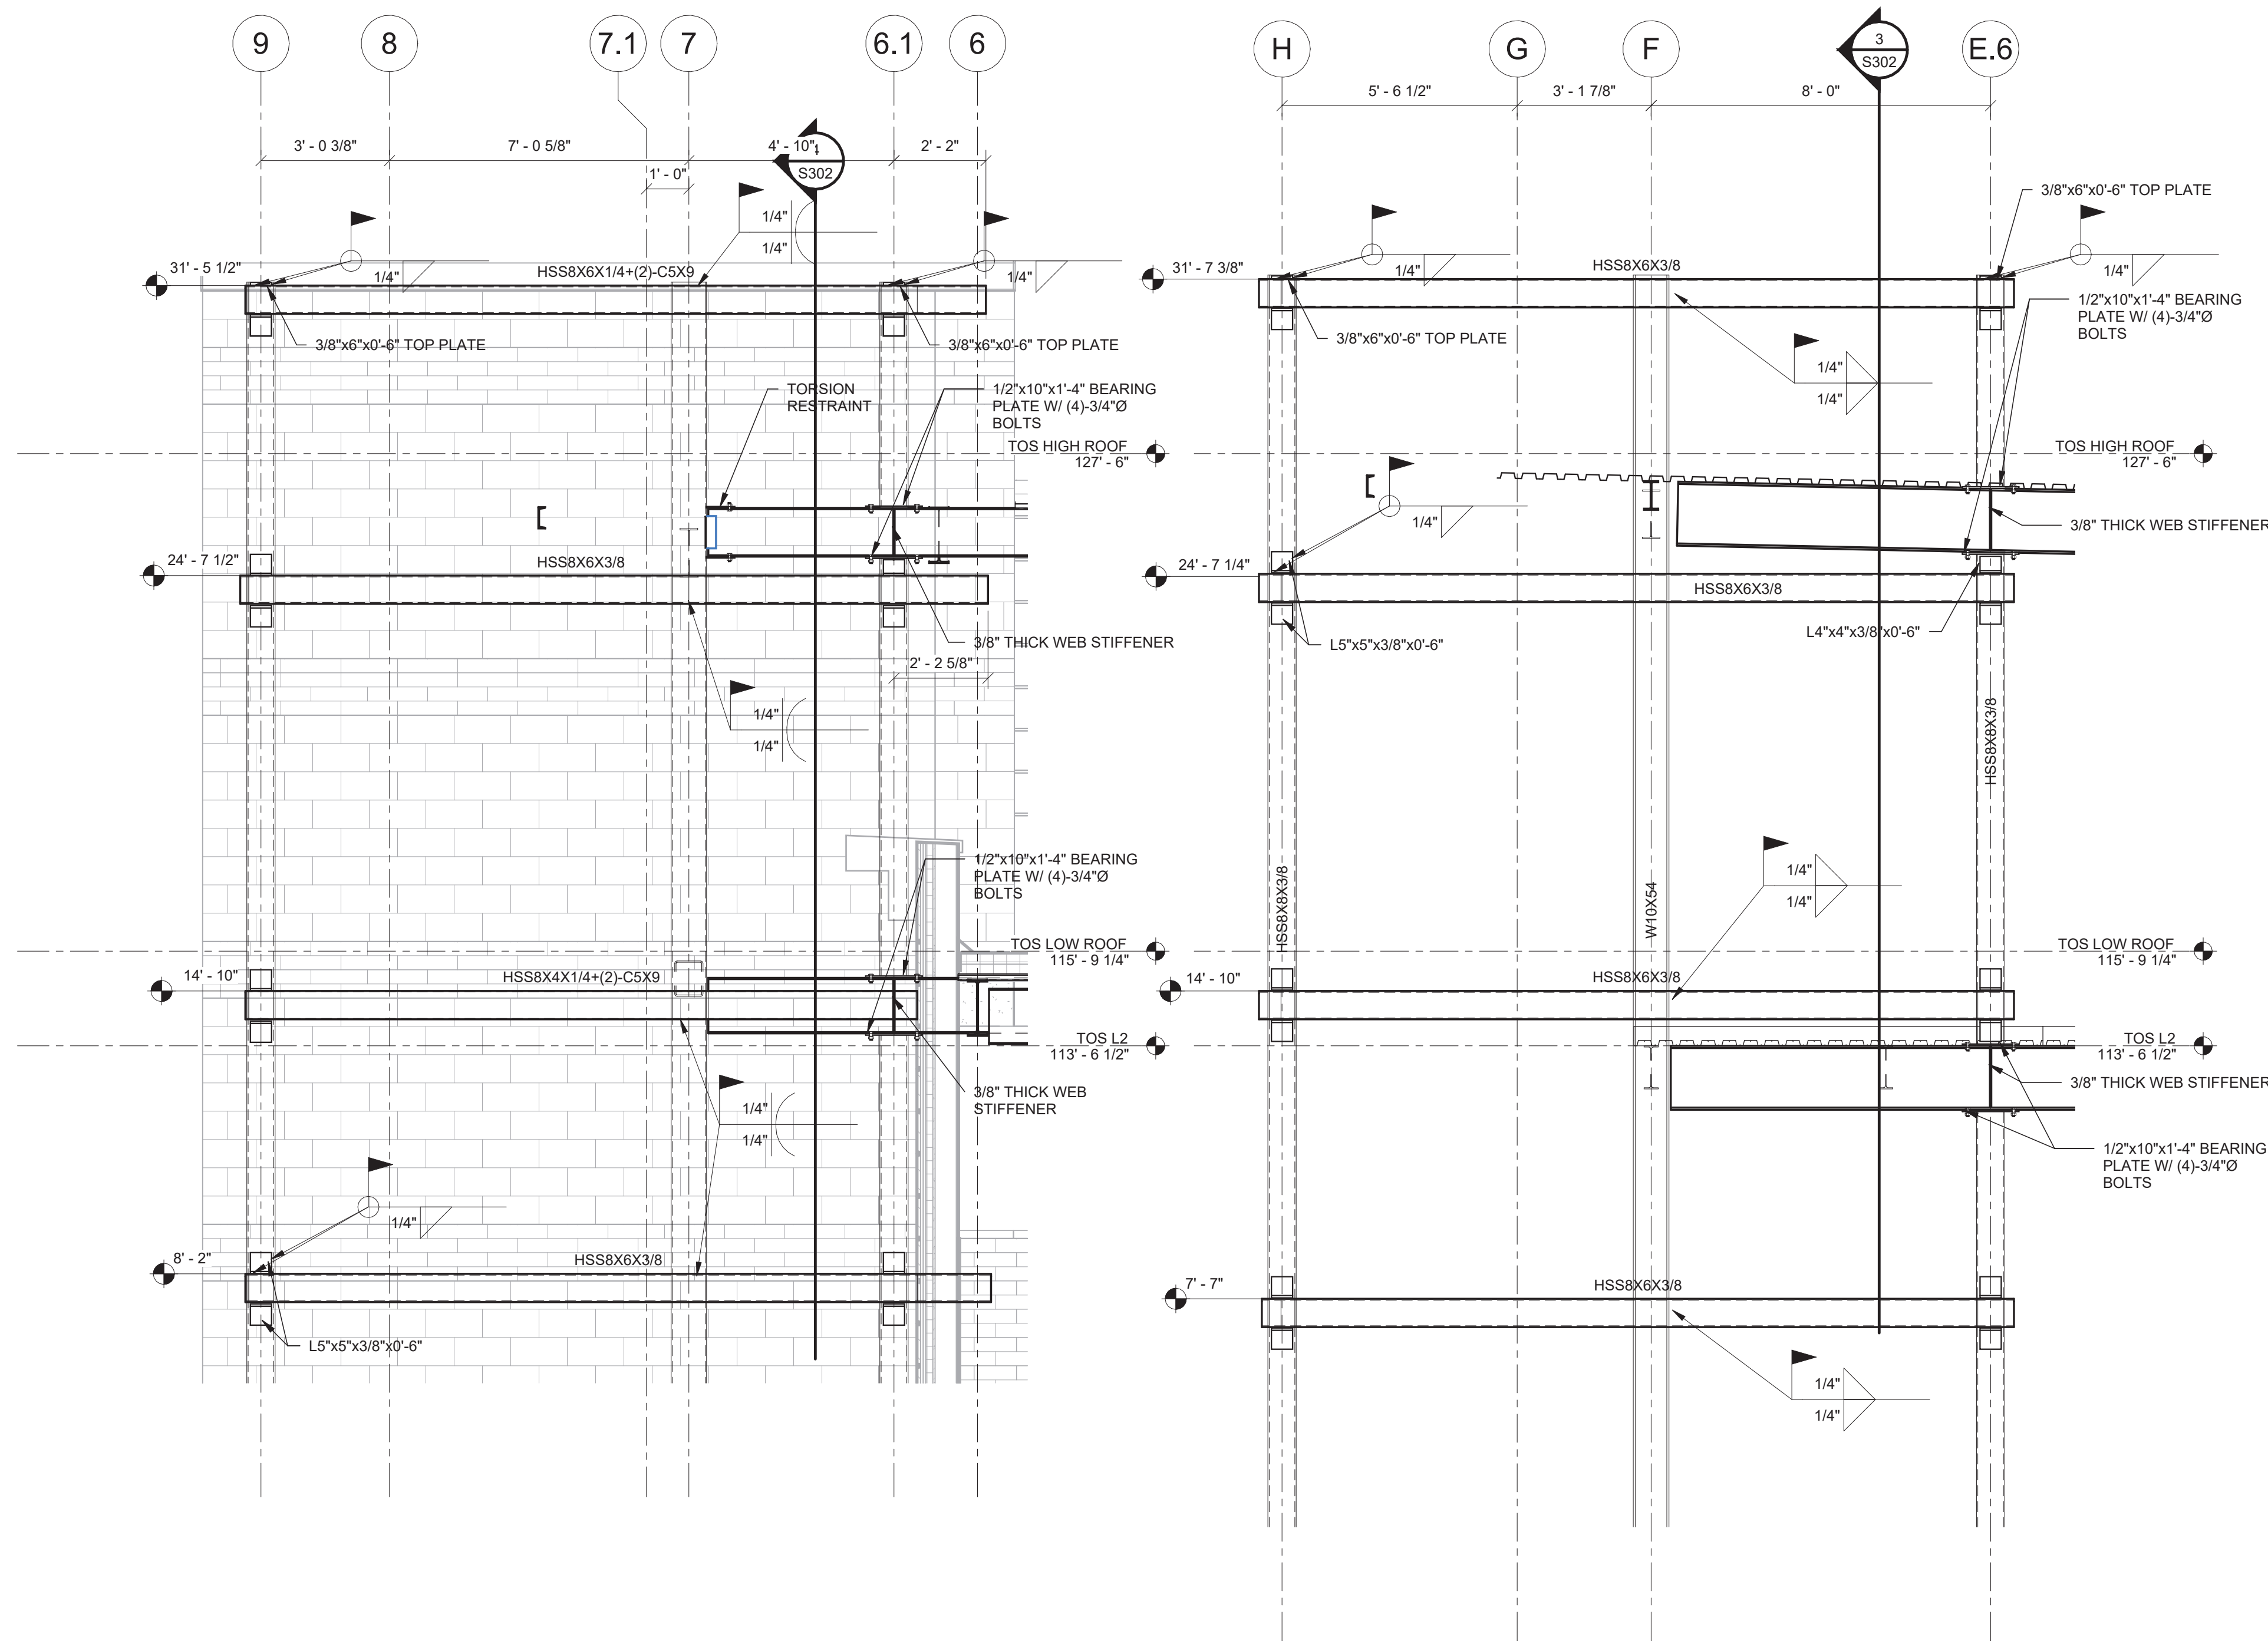 9
8
7.1
7
6.1
6
3' - 0 3/8"
7' - 0 5/8"
4' - 10"
2' - 2"
1' - 0"
S302
1/4"
1/4"
31' - 5 1/2"
1/4"
HSS8X6X1/4+(2)-C5X9
1/4"
3/8"x6"x0'-6" TOP PLATE
3/8"x6"x0'-6" TOP PLATE
TORSION
RESTRAINT
1/2"x10"x1'-4" BEARING
PLATE W/ (4)-3/4"Ø
BOLTS
TOS HIGH ROOF
127' - 6"
24' - 7 1/2"
HSS8X6X3/8
3/8" THICK WEB STIFFENER
2' - 2 5/8"
1/4"
1/4"
1/2"x10"x1'-4" BEARING
PLATE W/ (4)-3/4"Ø
BOLTS
TOS LOW ROOF
115' - 9 1/4"
14' - 10"
HSS8X4X1/4+(2)-C5X9
TOS L2
113' - 6 1/2"
3/8" THICK WEB
STIFFENER
1/4"
1/4"
1/4"
8' - 2"
HSS8X6X3/8
L5"x5"x3/8"x0'-6"
H
G
F
3
S302
E.6
5' - 6 1/2"
3' - 1 7/8"
8' - 0"
3/8"x6"x0'-6" TOP PLATE
31' - 7 3/8"
1/4"
HSS8X6X3/8
1/4"
1/2"x10"x1'-4" BEARING
PLATE W/ (4)-3/4"Ø
BOLTS
3/8"x6"x0'-6" TOP PLATE
1/4"
1/4"
TOS HIGH ROOF
127' - 6"
1/4"
3/8" THICK WEB STIFFENER
24' - 7 1/4"
HSS8X6X3/8
L5"x5"x3/8"x0'-6"
L4"x4"x3/8"x0'-6"
HSS8X8X3/8
HSS8X8X3/8
W10X54
1/4"
1/4"
TOS LOW ROOF
115' - 9 1/4"
14' - 10"
HSS8X6X3/8
TOS L2
113' - 6 1/2"
3/8" THICK WEB STIFFENER
1/2"x10"x1'-4" BEARING
PLATE W/ (4)-3/4"Ø
BOLTS
7' - 7"
HSS8X6X3/8
1/4"
1/4"